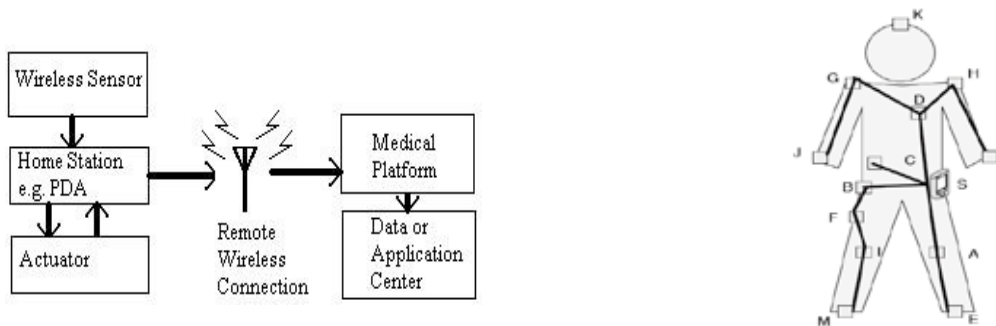 Wireless Sensor
Home Station
e.g. PDA
Actuator
Remote
Wireless
Connection
Medical
Platform
Data or
Application
Center
K
G
H
D
J
C
B
S
F
I
A
M
E